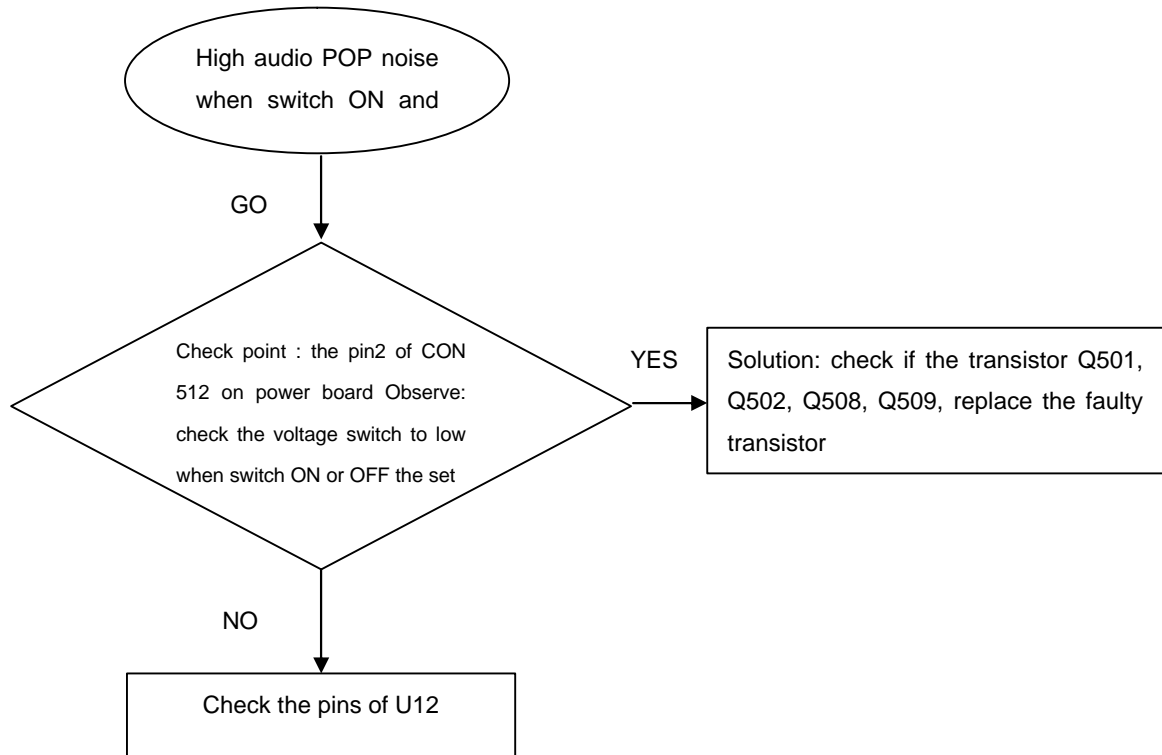 High audio POP noise
when switch ON and
GO
Check point : the pin2 of CON
512 on power board Observe:
check the voltage switch to low
when switch ON or OFF the set
YES
Solution: check if the transistor Q501,
Q502, Q508, Q509, replace the faulty
transistor
NO
Check the pins of U12